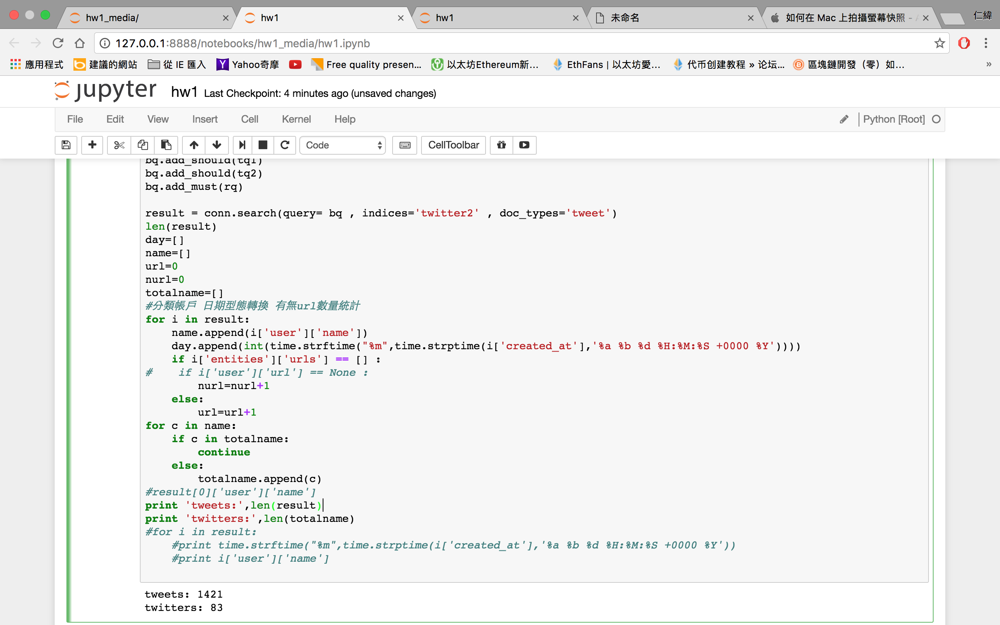 hw1_media/
hw1
hw1
未命名
如何在 Mac 上拍攝螢幕快照 -
仁緯
127.0.0.1:8888/notebooks/hw1_media/hw1.ipynb
應用程式
建議的網站
從 IE 匯入
Yahoo奇摩
Free quality presen...
以太坊Ethereum新...
EthFans | 以太坊愛...
代币创建教程 » 论坛...
區塊鏈開發（零）如...
»
jupyter hw1 Last Checkpoint: 4 minutes ago (unsaved changes)
File Edit View Insert Cell Kernel Help Python [Root]
Code CellToolbar
bq.add_should(tq1)
bq.add_should(tq2)
bq.add_must(rq)
result = conn.search(query= bq , indices='twitter2' , doc_types='tweet')
len(result)
day=[]
name=[]
url=0
nurl=0
totalname=[]
#分類帳戶 日期型態轉換 有無url數量統計
for i in result:
    name.append(i['user']['name'])
    day.append(int(time.strftime("%m",time.strptime(i['created_at'],'%a %b %d %H:%M:%S +0000 %Y'))))
    if i['entities']['urls'] == [] :
#    if i['user']['url'] == None :
        nurl=nurl+1
    else:
        url=url+1
for c in name:
    if c in totalname:
        continue
    else:
        totalname.append(c)
#result[0]['user']['name']
print 'tweets:',len(result)
print 'twitters:',len(totalname)
#for i in result:
    #print time.strftime("%m",time.strptime(i['created_at'],'%a %b %d %H:%M:%S +0000 %Y'))
    #print i['user']['name']
tweets: 1421
twitters: 83